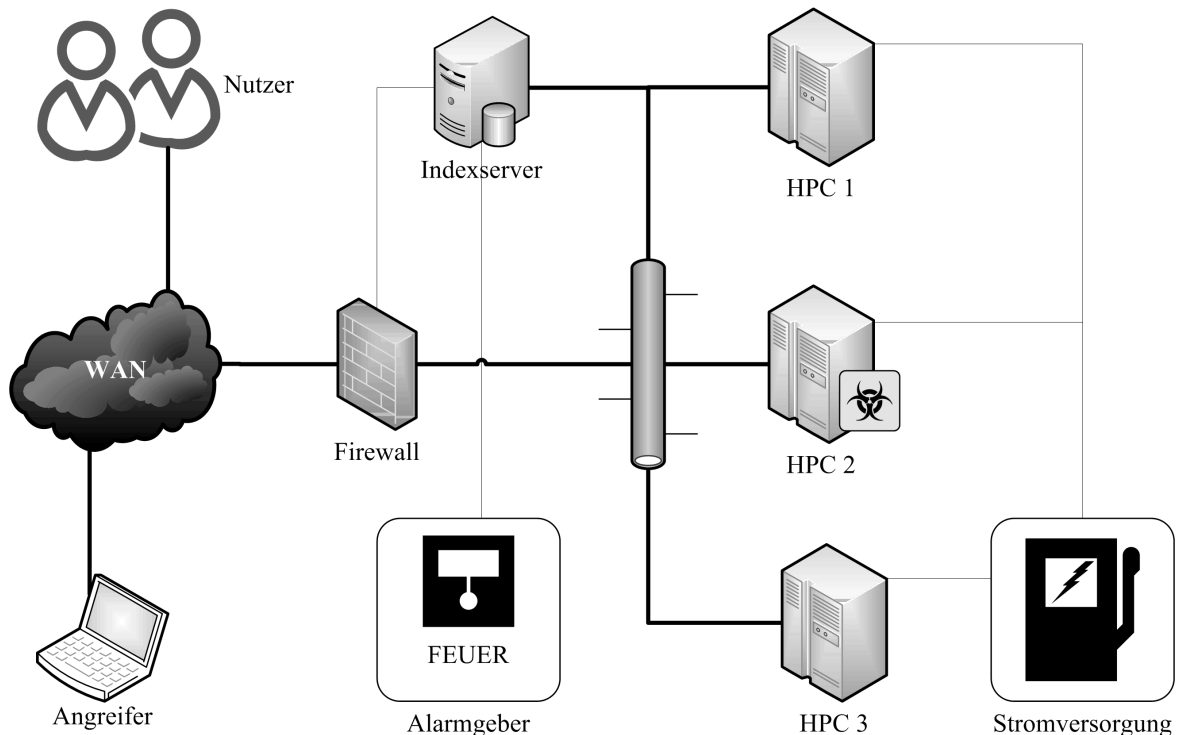 Nutzer
Indexserver
HPC 1
WAN
Firewall
HPC 2
FEUER
Angreifer
Alarmgeber
HPC 3
Stromversorgung